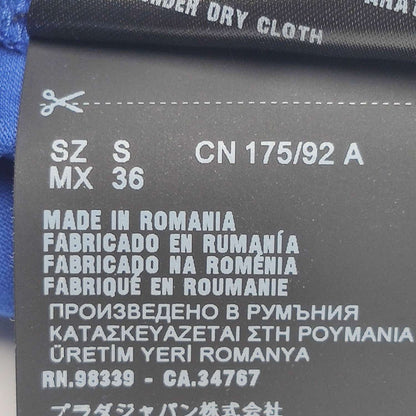 UNDER DRY CLOTH
SZ S CN 175/92 A
MX 36
MADE IN ROMANIA
FABRICADO EN RUMANÍA
FABRICADO NA ROMÉNIA
FABRIQUÉ EN ROUMANIE
ПРОИЗВЕДЕНО В РУМЪНИЯ
ΚΑΤΑΣΚΕΥΑΖΕΤΑΙ ΣΤΗ ΡΟΥΜΑΝΙΑ
ÜRETİM YERİ ROMANYA
RN.98339 - CA.34767
プラダジャパン株式会社